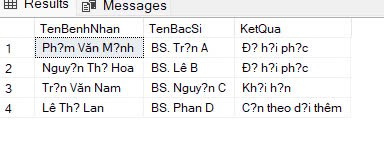 Results Messages
TenBenhNhan TenBacSi KetQua
1 Ph?m Văn M?nh BS. Tr?n A Đ? h?i ph?c
2 Nguy?n Th? Hoa BS. Lê B Đ? h?i ph?c
3 Tr?n Văn Nam BS. Nguy?n C Kh?i h?n
4 Lê Th? Lan BS. Phan D C?n theo d?i thêm